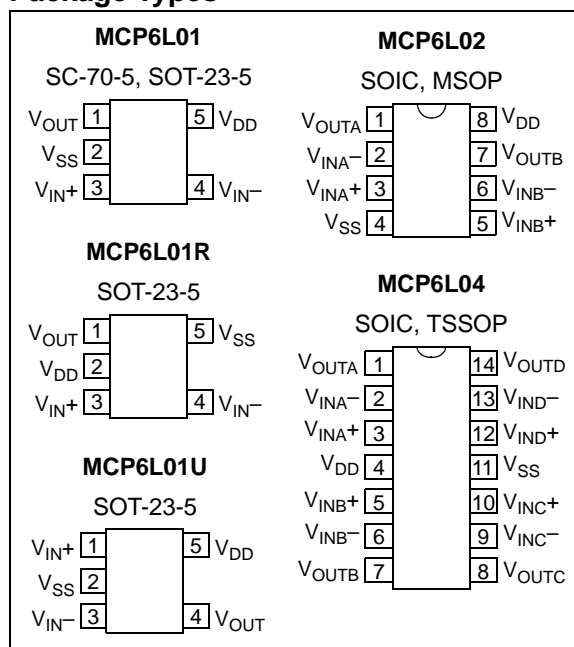 MCP6L01
SC-70-5, SOT-23-5
VOUT 1 5 VDD
VSS 2
VIN+ 3 4 VIN–
MCP6L01R
SOT-23-5
VOUT 1 5 VSS
VDD 2
VIN+ 3 4 VIN–
MCP6L01U
SOT-23-5
VIN+ 1 5 VDD
VSS 2
VIN– 3 4 VOUT
MCP6L02
SOIC, MSOP
VOUTA 1 8 VDD
VINA– 2 7 VOUTB
VINA+ 3 6 VINB–
VSS 4 5 VINB+
MCP6L04
SOIC, TSSOP
VOUTA 1 14 VOUTD
VINA– 2 13 VIND–
VINA+ 3 12 VIND+
VDD 4 11 VSS
VINB+ 5 10 VINC+
VINB– 6 9 VINC–
VOUTB 7 8 VOUTC